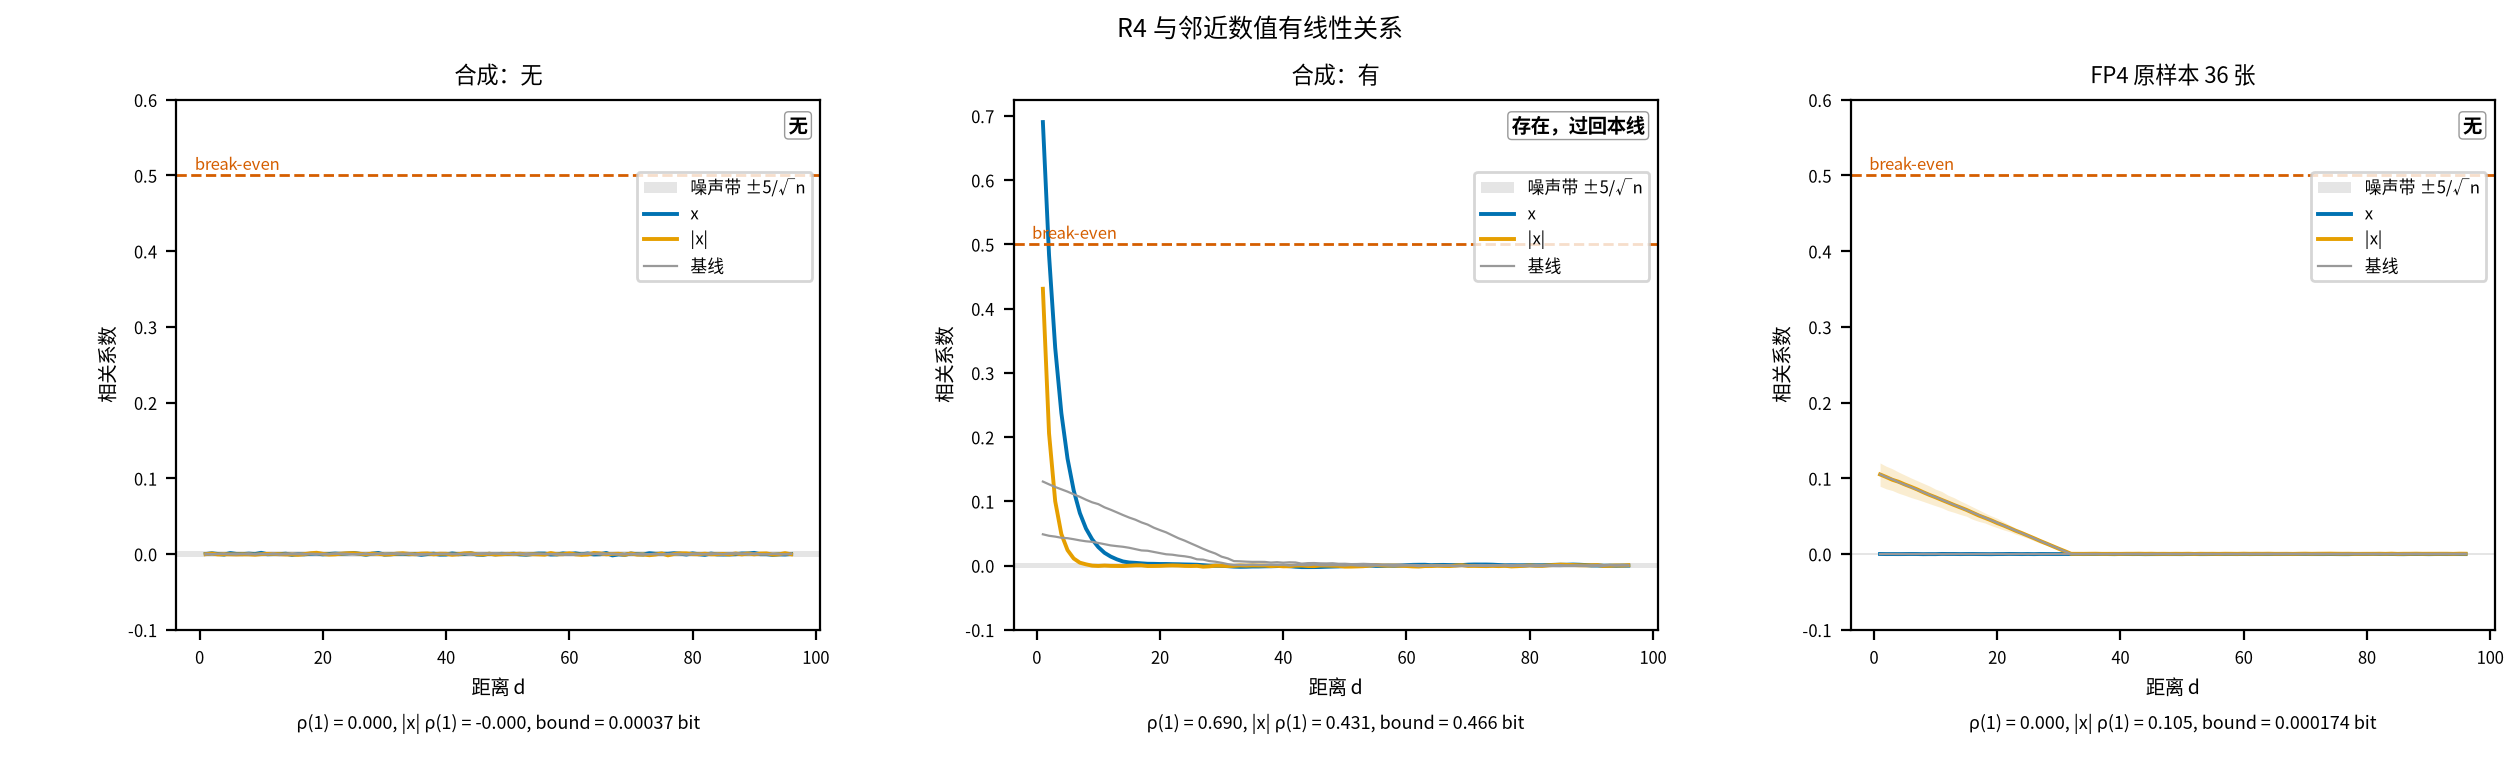 R4 与邻近数值有线性关系
合成：无
0.6
0.5
0.4
0.3
0.2
0.1
0.0
-0.1
相关系数
break-even
无
噪声带 ±5/√n
x
|x|
基线
0
20
40
60
80
100
距离 d
ρ(1) = 0.000, |x| ρ(1) = -0.000, bound = 0.00037 bit
合成：有
0.7
0.6
0.5
0.4
0.3
0.2
0.1
0.0
-0.1
相关系数
break-even
存在，过回本线
噪声带 ±5/√n
x
|x|
基线
0
20
40
60
80
100
距离 d
ρ(1) = 0.690, |x| ρ(1) = 0.431, bound = 0.466 bit
FP4 原样本 36 张
0.6
0.5
0.4
0.3
0.2
0.1
0.0
-0.1
相关系数
break-even
无
噪声带 ±5/√n
x
|x|
基线
0
20
40
60
80
100
距离 d
ρ(1) = 0.000, |x| ρ(1) = 0.105, bound = 0.000174 bit